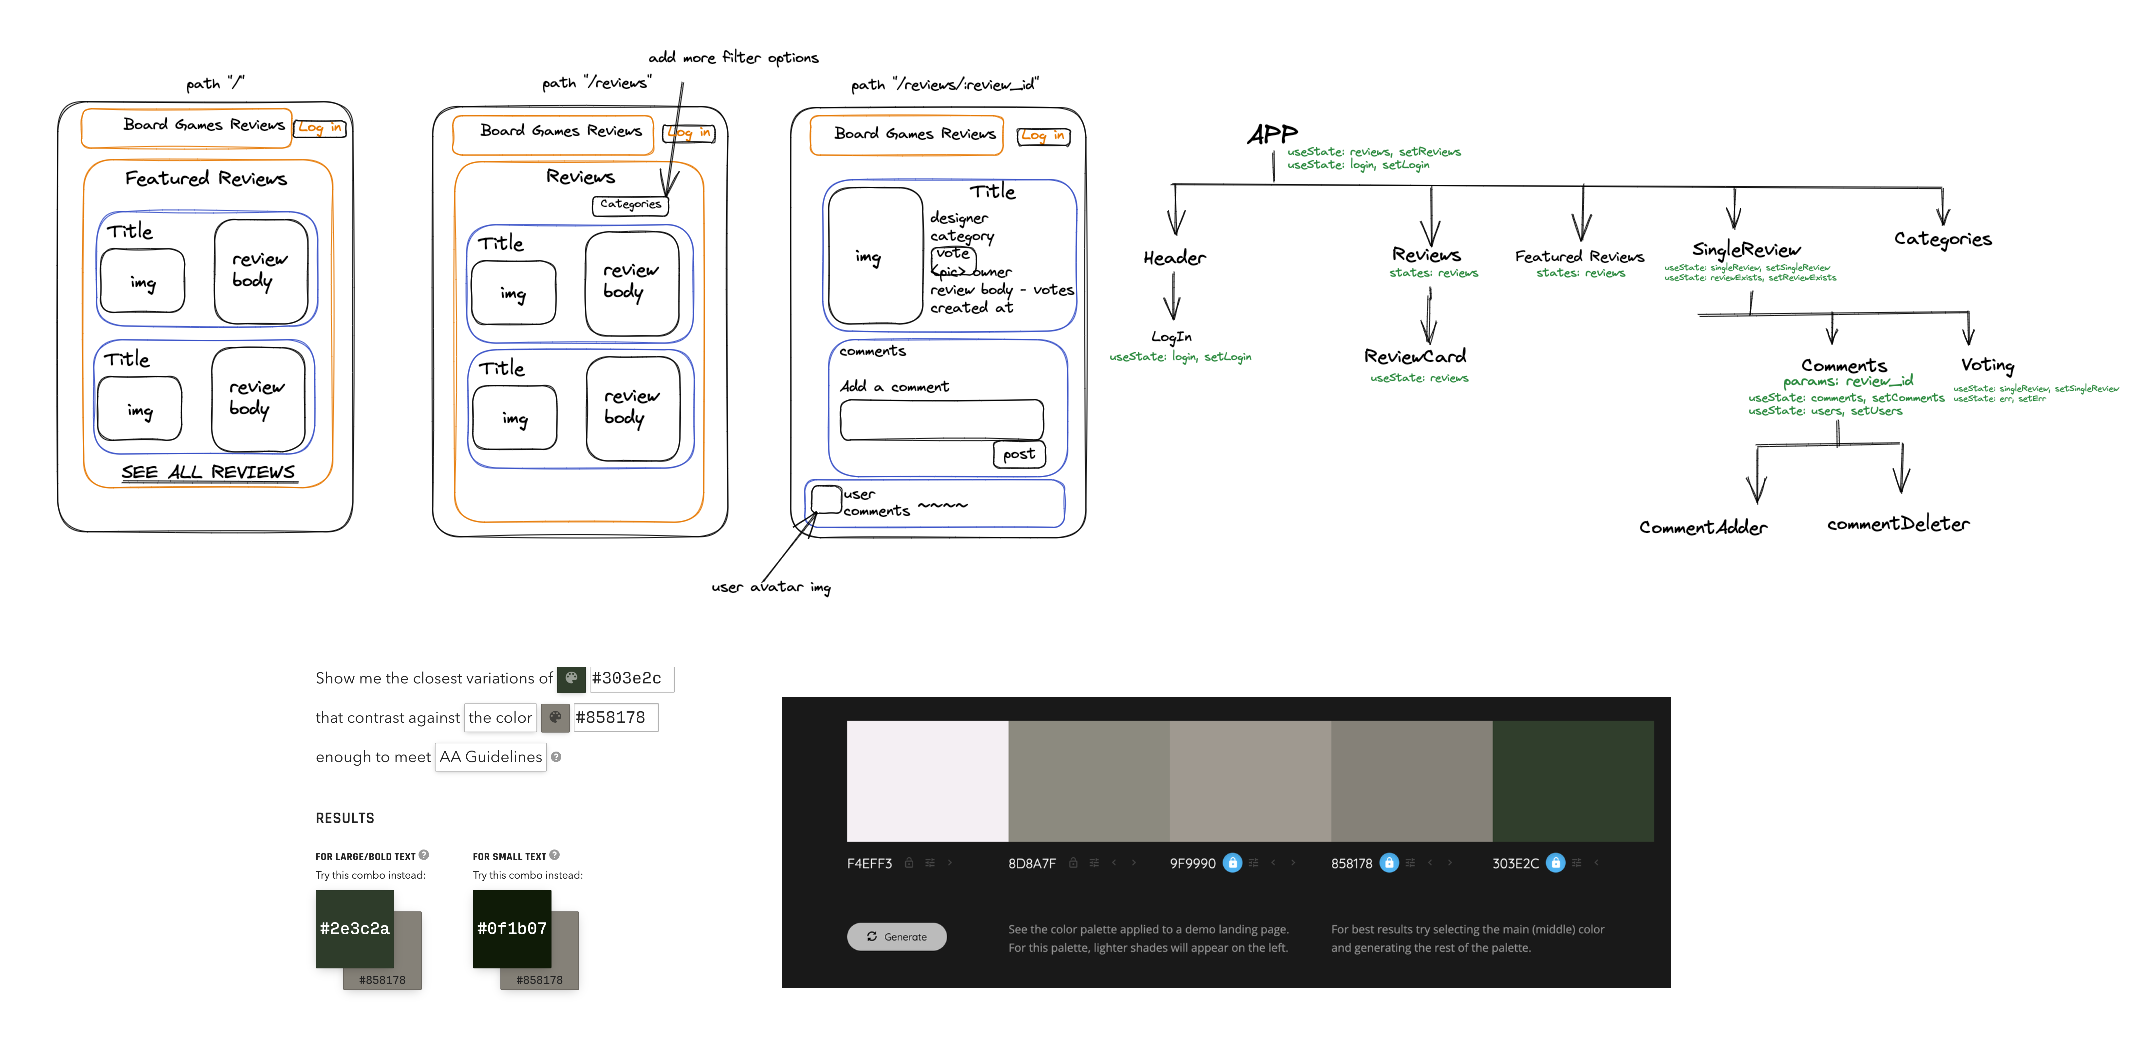 add more filter options
path "/"
Board Games Reviews
Log in
Featured Reviews
Title
img
review
body
Title
img
review
body
SEE ALL REVIEWS
path "/reviews"
Board Games Reviews
Log in
Reviews
Categories
Title
img
review
body
Title
img
review
body
path "/reviews/:review_id"
Board Games Reviews
Log in
img
Title
designer
category
vote
<pic> owner
review body - votes
created at
comments
Add a comment
post
user
comments ~~~~
user avatar img
APP
useState: reviews, setReviews
useState: login, setLogin
Header
LogIn
useState: login, setLogin
Reviews
states: reviews
ReviewCard
useState: reviews
Featured Reviews
states: reviews
SingleReview
useState: singleReview, setSingleReview
useState: reviewExists, setReviewExists
Categories
Comments
params: review_id
useState: comments, setComments
useState: users, setUsers
Voting
useState: singleReview, setSingleReview
useState: err, setErr
CommentAdder
commentDeleter
Show me the closest variations of #303e2c
that contrast against the color #858178
enough to meet AA Guidelines ?
RESULTS
FOR LARGE/BOLD TEXT ?
Try this combo instead:
#2e3c2a
#858178
FOR SMALL TEXT ?
Try this combo instead:
#0f1b07
#858178
F4EFF3
8D8A7F
9F9990
858178
303E2C
Generate
See the color palette applied to a demo landing page.
For this palette, lighter shades will appear on the left.
For best results try selecting the main (middle) color
and generating the rest of the palette.